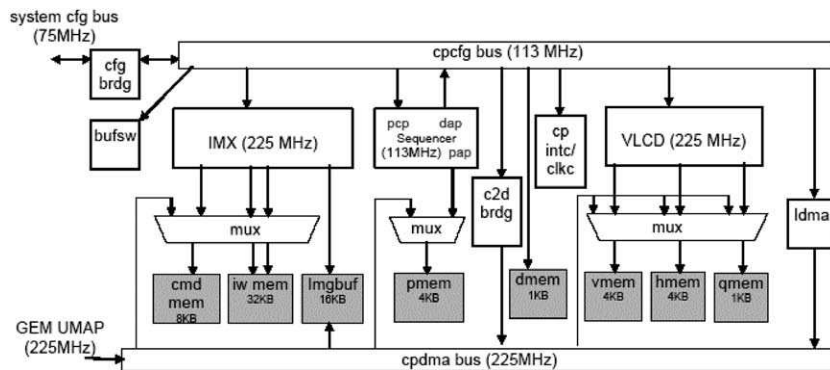 system cfg bus
(75MHz)
cpcfg bus (113 MHz)
cfg
brdg
bufsw
IMX (225 MHz)
pcp dap
Sequencer
(113MHz) pap
cp
intc/
clkc
VLCD (225 MHz)
c2d
brdg
ldma
mux
mux
mux
cmd
mem
8KB
iw mem
32KB
Imgbuf
16KB
pmem
4KB
dmem
1KB
vmem
4KB
hmem
4KB
qmem
1KB
GEM UMAP
(225MHz)
cpdma bus (225MHz)